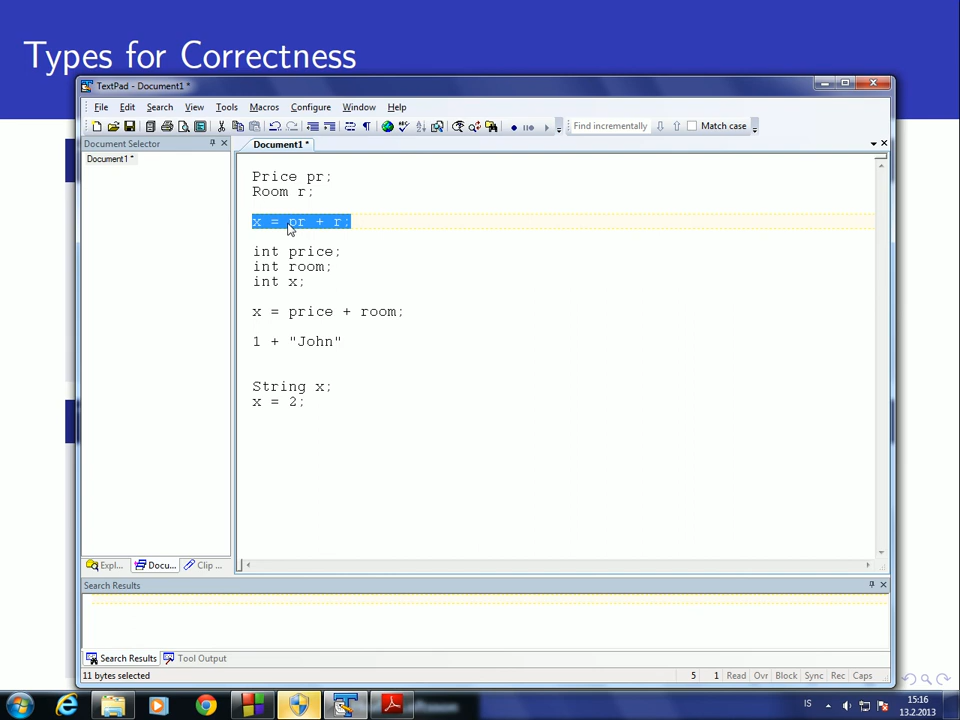 Types for Correctness
TextPad - Document1 *
File Edit Search View Tools Macros Configure Window Help
Find incrementally Match case
Document Selector
Document1 *
Document1 *
Price pr;
Room r;
x = pr + r;
int price;
int room;
int x;
x = price + room;
1 + "John"
String x;
x = 2;
Expl... Docu... Clip ...
Search Results
Search Results Tool Output
11 bytes selected
5 1 Read Ovr Block Sync Rec Caps
IS
15:16
13.2.2013